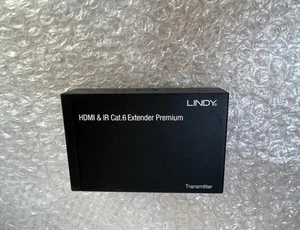 LINDY
HDMI & IR Cat.6 Extender Premium
Transmitter